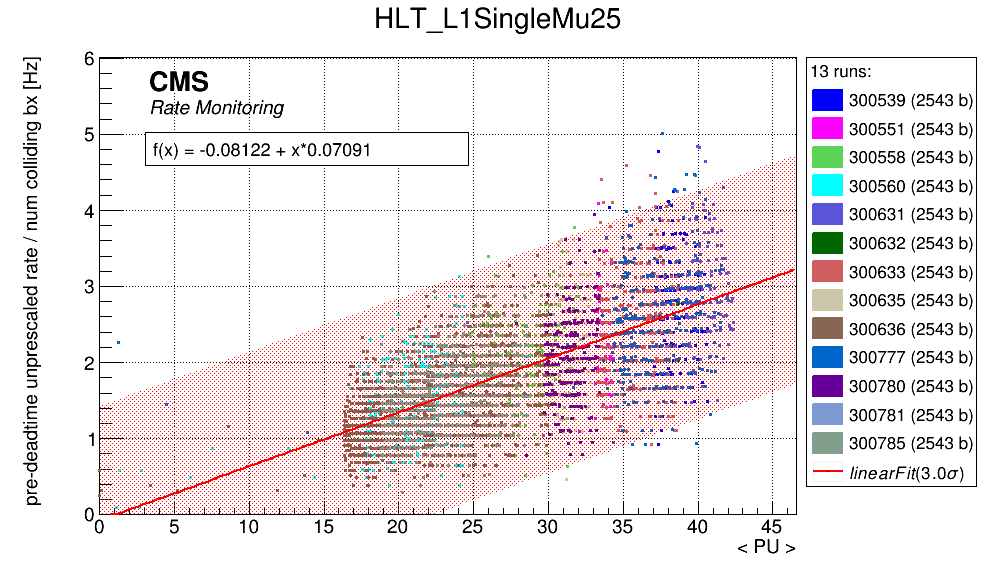 HLT_L1SingleMu25
pre-deadtime unprescaled rate / num colliding bx [Hz]
CMS
Rate Monitoring
f(x) = -0.08122 + x*0.07091
6
5
4
3
2
1
0
0 5 10 15 20 25 30 35 40 45
< PU >
13 runs:
300539 (2543 b)
300551 (2543 b)
300558 (2543 b)
300560 (2543 b)
300631 (2543 b)
300632 (2543 b)
300633 (2543 b)
300635 (2543 b)
300636 (2543 b)
300777 (2543 b)
300780 (2543 b)
300781 (2543 b)
300785 (2543 b)
linearFit(3.0σ)